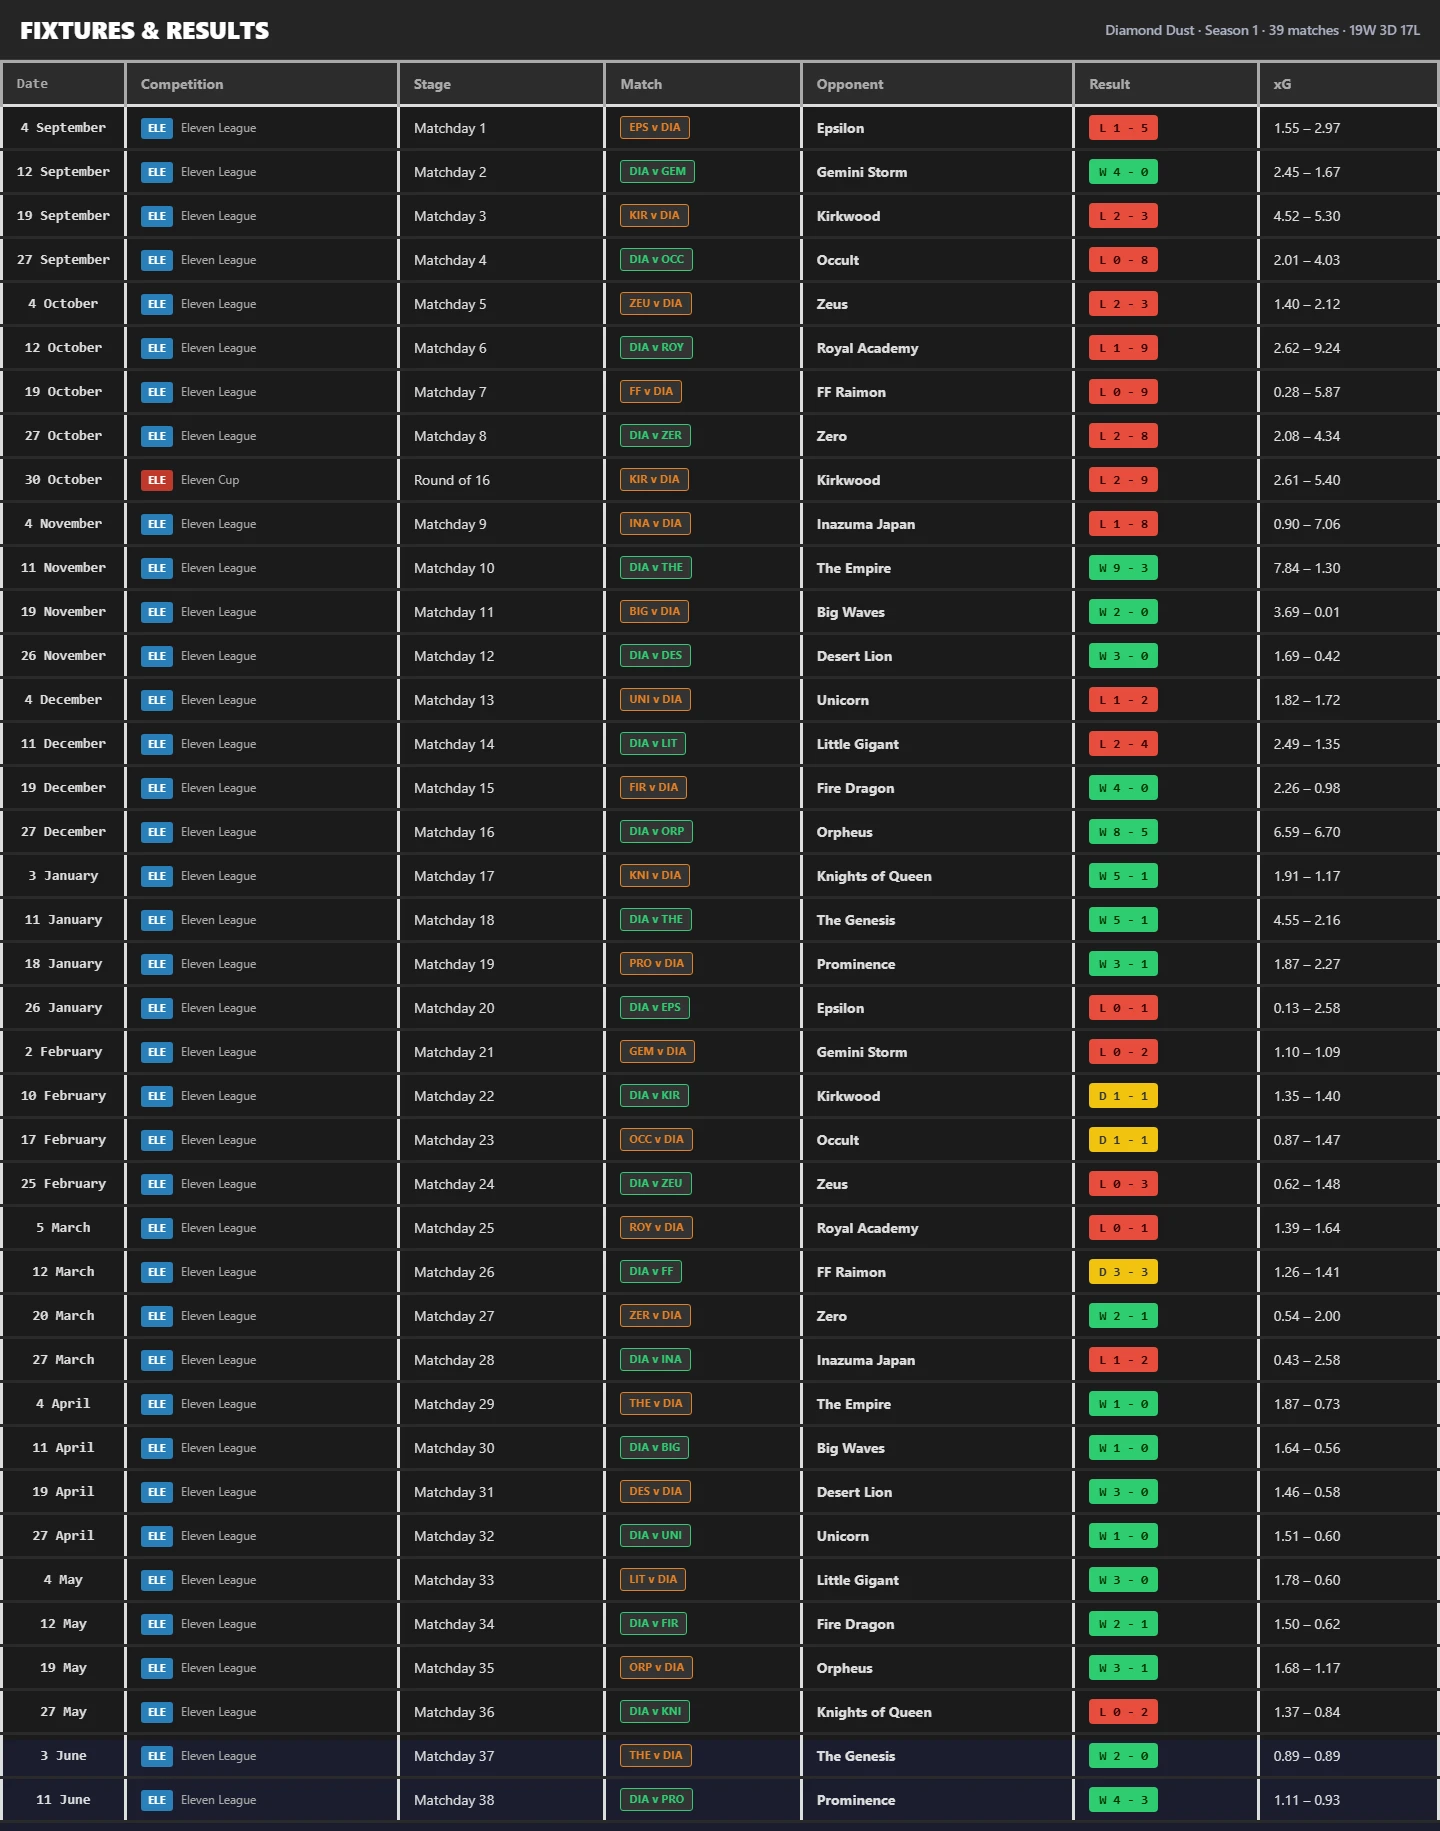 FIXTURES & RESULTS
Diamond Dust · Season 1 · 39 matches · 19W 3D 17L
Date Competition Stage Match Opponent Result xG
4 September ELE Eleven League Matchday 1 EPS v DIA Epsilon L 1 - 5 1.55 – 2.97
12 September ELE Eleven League Matchday 2 DIA v GEM Gemini Storm W 4 - 0 2.45 – 1.67
19 September ELE Eleven League Matchday 3 KIR v DIA Kirkwood L 2 - 3 4.52 – 5.30
27 September ELE Eleven League Matchday 4 DIA v OCC Occult L 0 - 8 2.01 – 4.03
4 October ELE Eleven League Matchday 5 ZEU v DIA Zeus L 2 - 3 1.40 – 2.12
12 October ELE Eleven League Matchday 6 DIA v ROY Royal Academy L 1 - 9 2.62 – 9.24
19 October ELE Eleven League Matchday 7 FF v DIA FF Raimon L 0 - 9 0.28 – 5.87
27 October ELE Eleven League Matchday 8 DIA v ZER Zero L 2 - 8 2.08 – 4.34
30 October ELE Eleven Cup Round of 16 KIR v DIA Kirkwood L 2 - 9 2.61 – 5.40
4 November ELE Eleven League Matchday 9 INA v DIA Inazuma Japan L 1 - 8 0.90 – 7.06
11 November ELE Eleven League Matchday 10 DIA v THE The Empire W 9 - 3 7.84 – 1.30
19 November ELE Eleven League Matchday 11 BIG v DIA Big Waves W 2 - 0 3.69 – 0.01
26 November ELE Eleven League Matchday 12 DIA v DES Desert Lion W 3 - 0 1.69 – 0.42
4 December ELE Eleven League Matchday 13 UNI v DIA Unicorn L 1 - 2 1.82 – 1.72
11 December ELE Eleven League Matchday 14 DIA v LIT Little Gigant L 2 - 4 2.49 – 1.35
19 December ELE Eleven League Matchday 15 FIR v DIA Fire Dragon W 4 - 0 2.26 – 0.98
27 December ELE Eleven League Matchday 16 DIA v ORP Orpheus W 8 - 5 6.59 – 6.70
3 January ELE Eleven League Matchday 17 KNI v DIA Knights of Queen W 5 - 1 1.91 – 1.17
11 January ELE Eleven League Matchday 18 DIA v THE The Genesis W 5 - 1 4.55 – 2.16
18 January ELE Eleven League Matchday 19 PRO v DIA Prominence W 3 - 1 1.87 – 2.27
26 January ELE Eleven League Matchday 20 DIA v EPS Epsilon L 0 - 1 0.13 – 2.58
2 February ELE Eleven League Matchday 21 GEM v DIA Gemini Storm L 0 - 2 1.10 – 1.09
10 February ELE Eleven League Matchday 22 DIA v KIR Kirkwood D 1 - 1 1.35 – 1.40
17 February ELE Eleven League Matchday 23 OCC v DIA Occult D 1 - 1 0.87 – 1.47
25 February ELE Eleven League Matchday 24 DIA v ZEU Zeus L 0 - 3 0.62 – 1.48
5 March ELE Eleven League Matchday 25 ROY v DIA Royal Academy L 0 - 1 1.39 – 1.64
12 March ELE Eleven League Matchday 26 DIA v FF FF Raimon D 3 - 3 1.26 – 1.41
20 March ELE Eleven League Matchday 27 ZER v DIA Zero W 2 - 1 0.54 – 2.00
27 March ELE Eleven League Matchday 28 DIA v INA Inazuma Japan L 1 - 2 0.43 – 2.58
4 April ELE Eleven League Matchday 29 THE v DIA The Empire W 1 - 0 1.87 – 0.73
11 April ELE Eleven League Matchday 30 DIA v BIG Big Waves W 1 - 0 1.64 – 0.56
19 April ELE Eleven League Matchday 31 DES v DIA Desert Lion W 3 - 0 1.46 – 0.58
27 April ELE Eleven League Matchday 32 DIA v UNI Unicorn W 1 - 0 1.51 – 0.60
4 May ELE Eleven League Matchday 33 LIT v DIA Little Gigant W 3 - 0 1.78 – 0.60
12 May ELE Eleven League Matchday 34 DIA v FIR Fire Dragon W 2 - 1 1.50 – 0.62
19 May ELE Eleven League Matchday 35 ORP v DIA Orpheus W 3 - 1 1.68 – 1.17
27 May ELE Eleven League Matchday 36 DIA v KNI Knights of Queen L 0 - 2 1.37 – 0.84
3 June ELE Eleven League Matchday 37 THE v DIA The Genesis W 2 - 0 0.89 – 0.89
11 June ELE Eleven League Matchday 38 DIA v PRO Prominence W 4 - 3 1.11 – 0.93